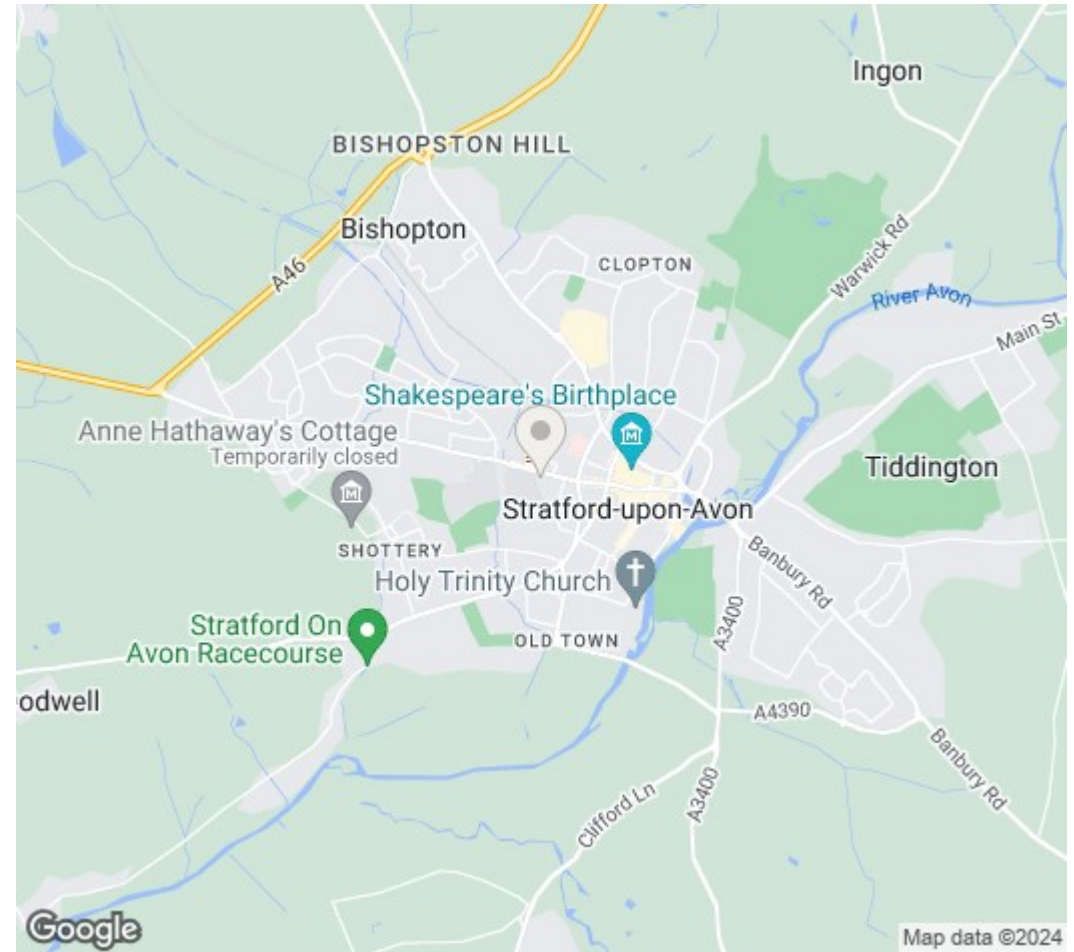 Ingon
BISHOPSTON HILL
Bishopton
CLOPTON
A46
Warwick Rd
River Avon
Main St
Shakespeare's Birthplace
Anne Hathaway's Cottage
Temporarily closed
Tiddington
Stratford-upon-Avon
SHOTTERY
Holy Trinity Church
Banbury Rd
A3400
Stratford On
Avon Racecourse
OLD TOWN
odwell
A4390
Banbury Rd
A3400
Clifford Ln
Google
Map data ©2024